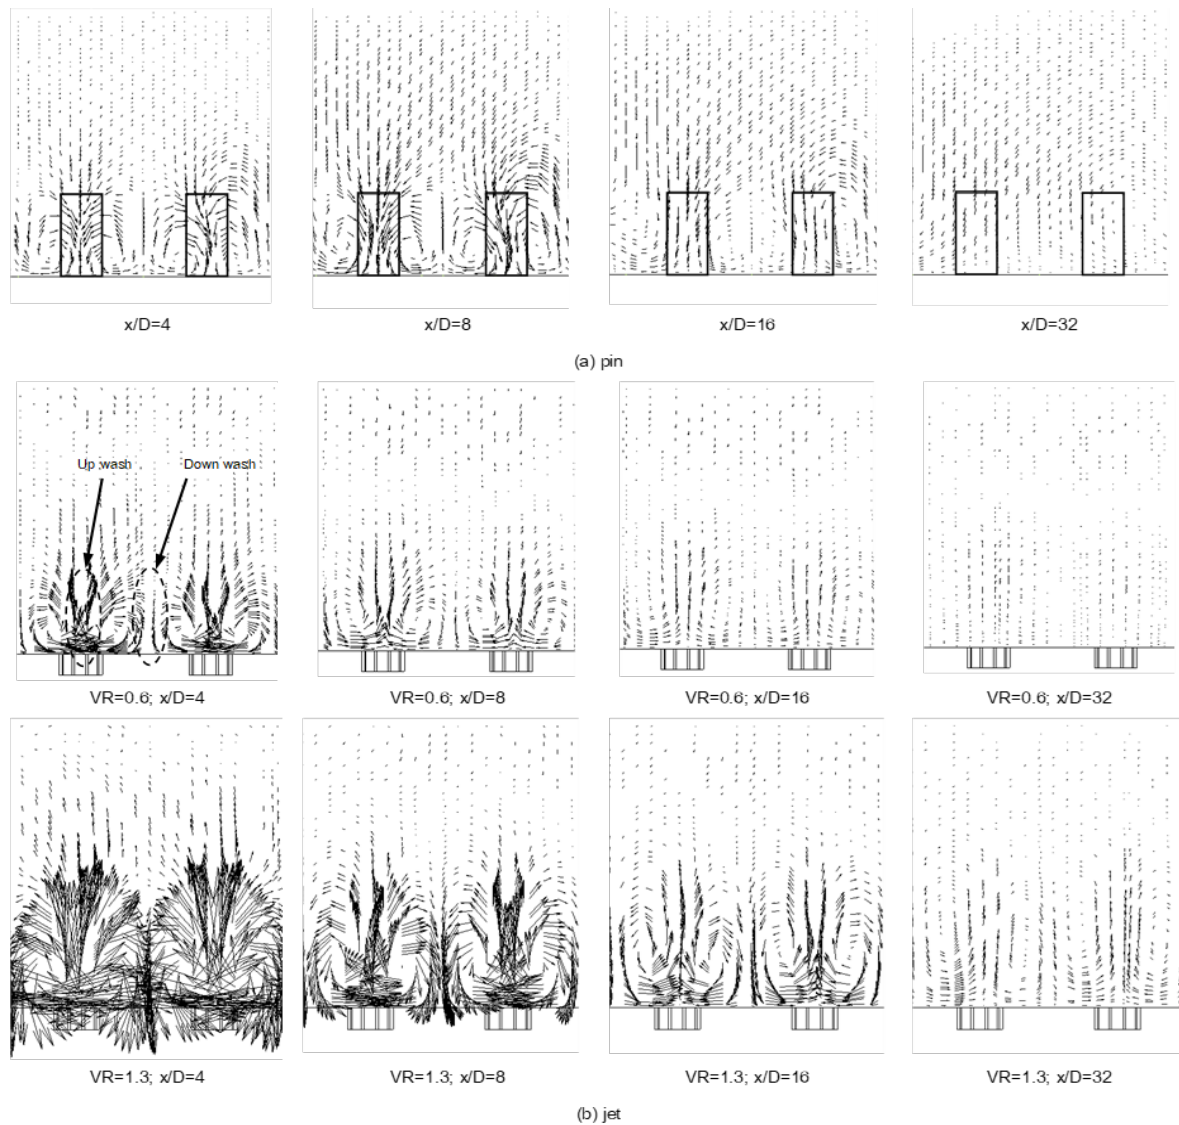 x/D=4 x/D=8 x/D=16 x/D=32
(a) pin
Up wash Down wash
VR=0.6; x/D=4 VR=0.6; x/D=8 VR=0.6; x/D=16 VR=0.6; x/D=32
VR=1.3; x/D=4 VR=1.3; x/D=8 VR=1.3; x/D=16 VR=1.3; x/D=32
(b) jet